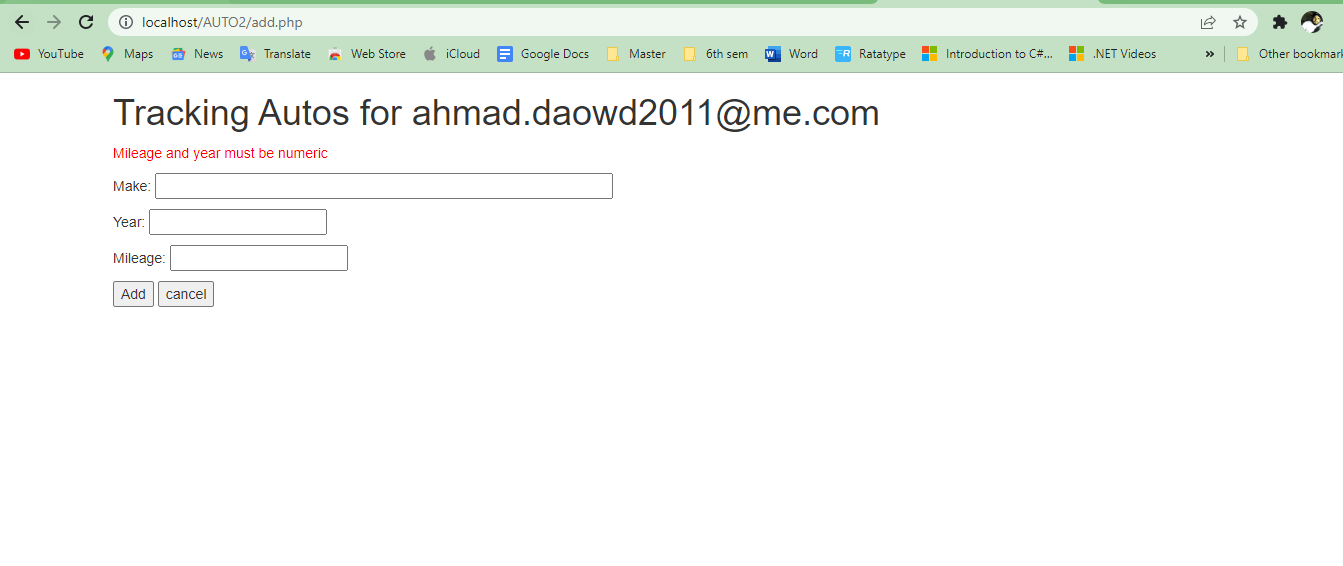 localhost/AUTO2/add.php
YouTube Maps News Translate Web Store iCloud Google Docs Master 6th sem Word Ratatype Introduction to C#... .NET Videos » Other bookmark
Tracking Autos for ahmad.daowd2011@me.com
Mileage and year must be numeric
Make:
Year:
Mileage:
Add cancel